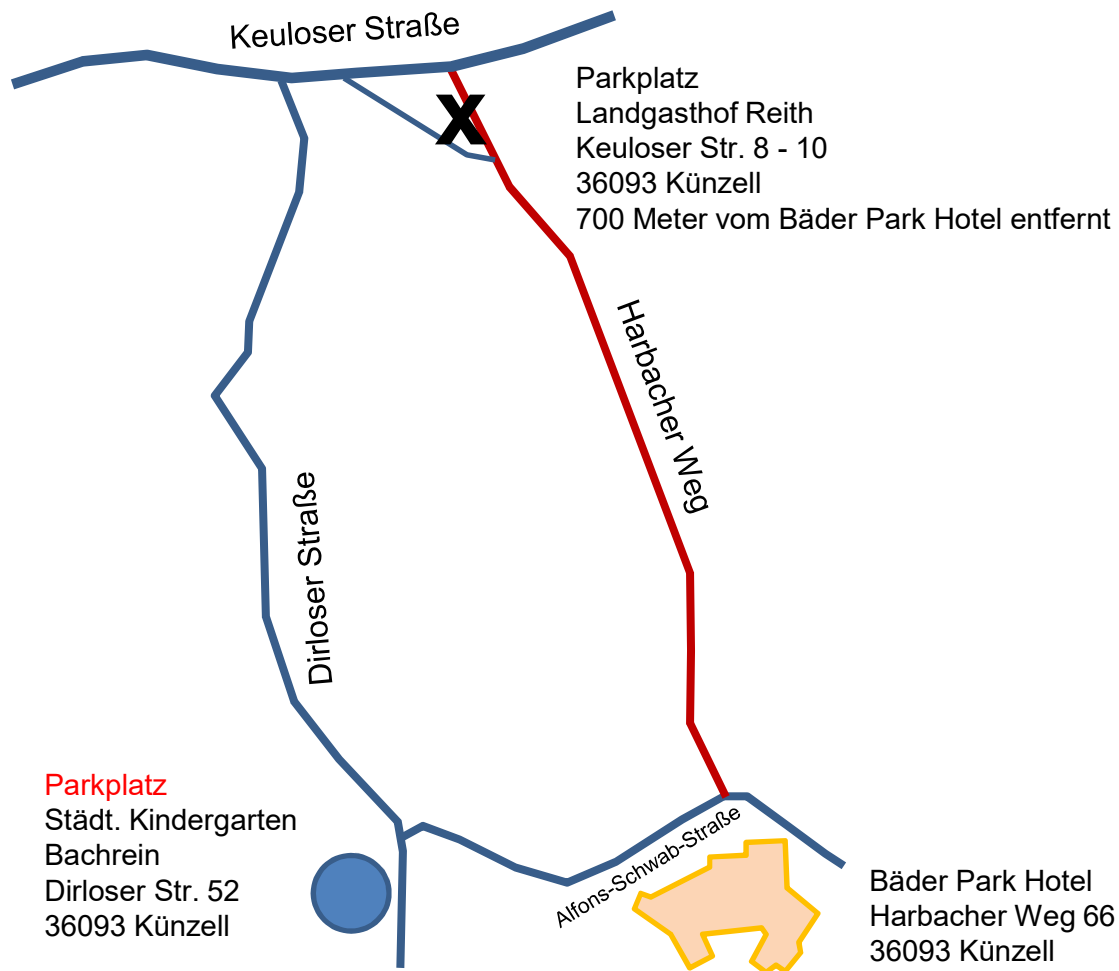 Keuloser Straße
Parkplatz
Landgasthof Reith
Keuloser Str. 8 - 10
36093 Künzell
700 Meter vom Bäder Park Hotel entfernt
X
Harbacher Weg
Dirloser Straße
Parkplatz
Städt. Kindergarten
Bachrein
Dirloser Str. 52
36093 Künzell
Alfons-Schwab-Straße
Bäder Park Hotel
Harbacher Weg 66
36093 Künzell